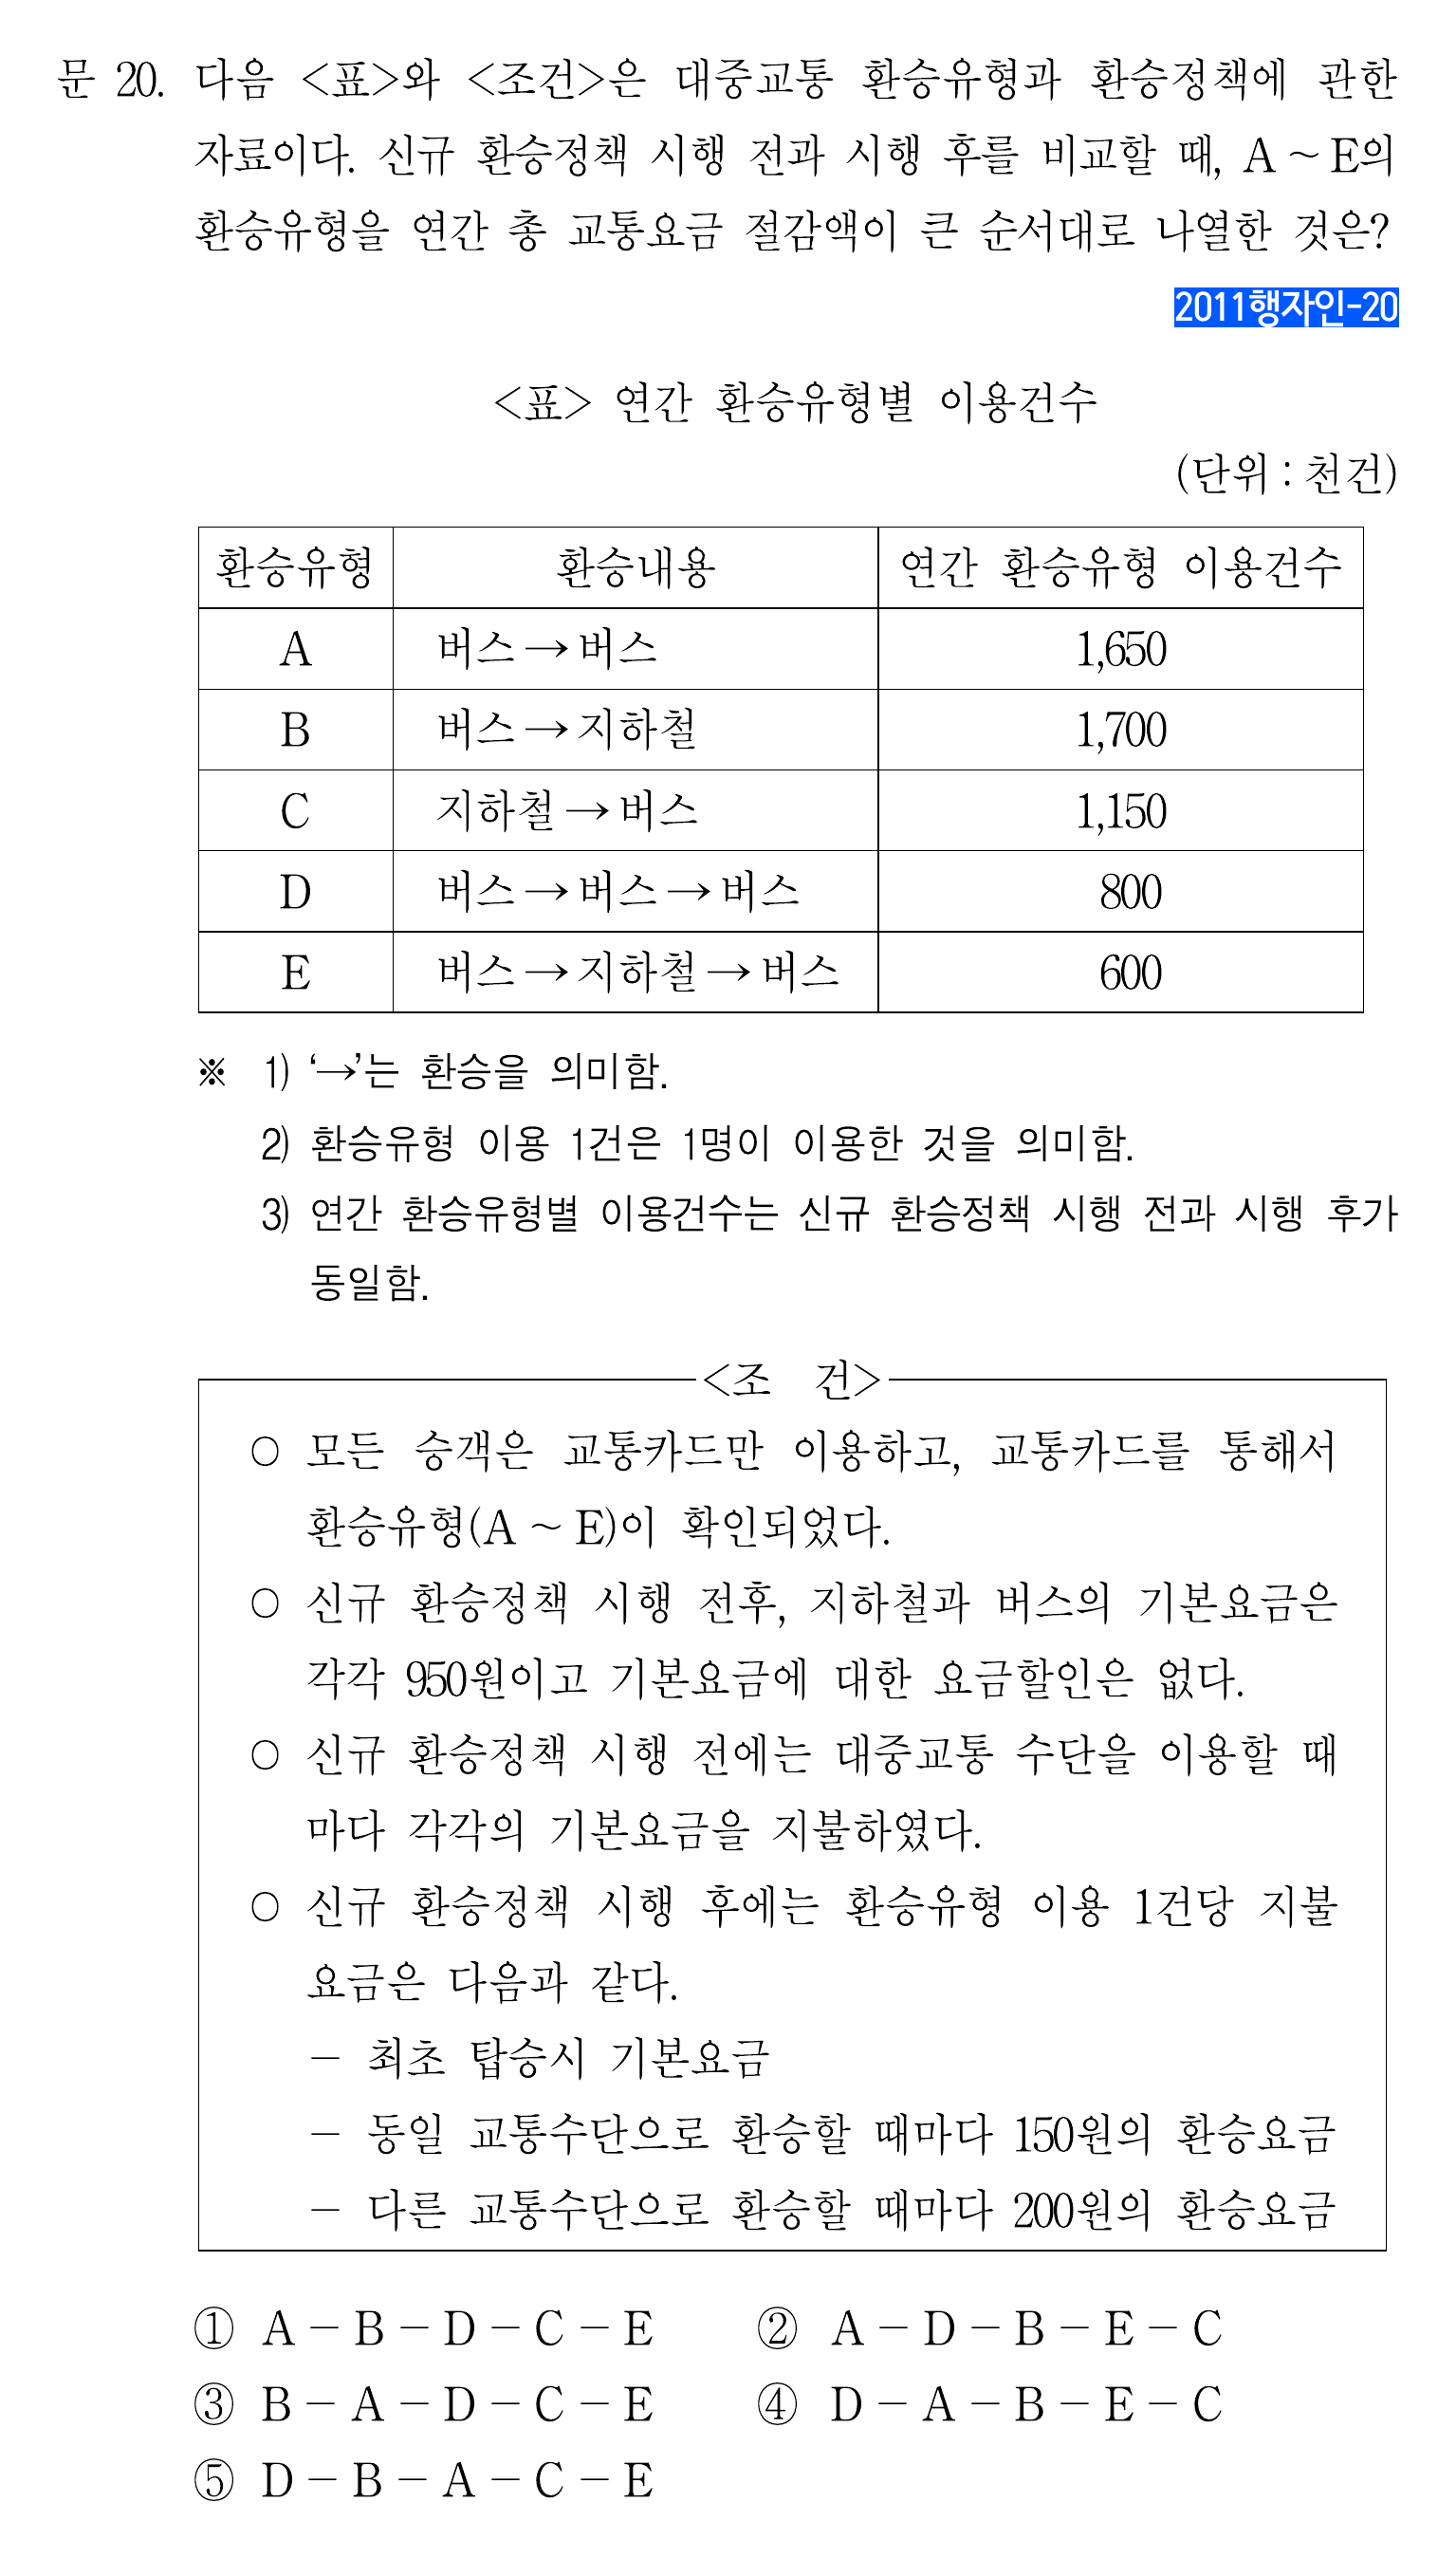 문 20. 다음 <표>와 <조건>은 대중교통 환승유형과 환승정책에 관한
자료이다. 신규 환승정책 시행 전과 시행 후를 비교할 때, A ~ E의
환승유형을 연간 총 교통요금 절감액이 큰 순서대로 나열한 것은?
2011행자인-20
<표> 연간 환승유형별 이용건수
(단위 : 천건)
환승유형 환승내용 연간 환승유형 이용건수
A 버스 → 버스 1,650
B 버스 → 지하철 1,700
C 지하철 → 버스 1,150
D 버스 → 버스 → 버스 800
E 버스 → 지하철 → 버스 600
※ 1) ‘→’는 환승을 의미함.
2) 환승유형 이용 1건은 1명이 이용한 것을 의미함.
3) 연간 환승유형별 이용건수는 신규 환승정책 시행 전과 시행 후가
동일함.
<조 건>
○ 모든 승객은 교통카드만 이용하고, 교통카드를 통해서
환승유형(A ~ E)이 확인되었다.
○ 신규 환승정책 시행 전후, 지하철과 버스의 기본요금은
각각 950원이고 기본요금에 대한 요금할인은 없다.
○ 신규 환승정책 시행 전에는 대중교통 수단을 이용할 때
마다 각각의 기본요금을 지불하였다.
○ 신규 환승정책 시행 후에는 환승유형 이용 1건당 지불
요금은 다음과 같다.
- 최초 탑승시 기본요금
- 동일 교통수단으로 환승할 때마다 150원의 환승요금
- 다른 교통수단으로 환승할 때마다 200원의 환승요금
① A - B - D - C - E ② A - D - B - E - C
③ B - A - D - C - E ④ D - A - B - E - C
⑤ D - B - A - C - E